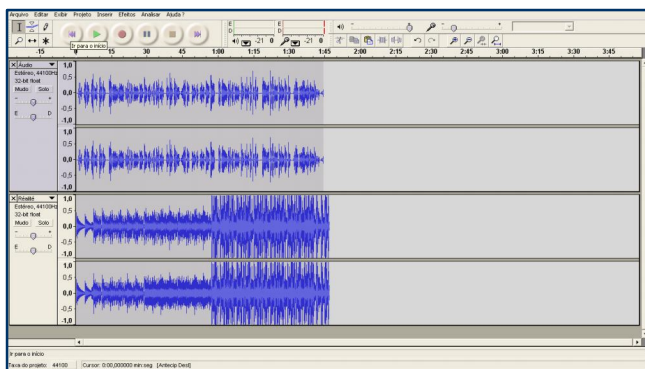 Arquivo Editar Exibir Projeto Inserir Efeitos Analisar Ajuda ?
E
D
-21 0
-21 0
Ir para o início
-15 0 15 30 45 1:00 1:15 1:30 1:45 2:00 2:15 2:30 2:45 3:00 3:15 3:30 3:45
X Áudio
Estéreo, 44100Hz
32-bit float
Mudo Solo
- +
E D
1,0
0,5
0,0
-0,5
-1,0
1,0
0,5
0,0
-0,5
-1,0
X Réalité
Estéreo, 44100Hz
32-bit float
Mudo Solo
- +
E D
1,0
0,5
0,0
-0,5
-1,0
1,0
0,5
0,0
-0,5
-1,0
Ir para o início
Taxa do projeto: 44100 Cursor: 0:00,000000 min:seg [Antecip Desl]